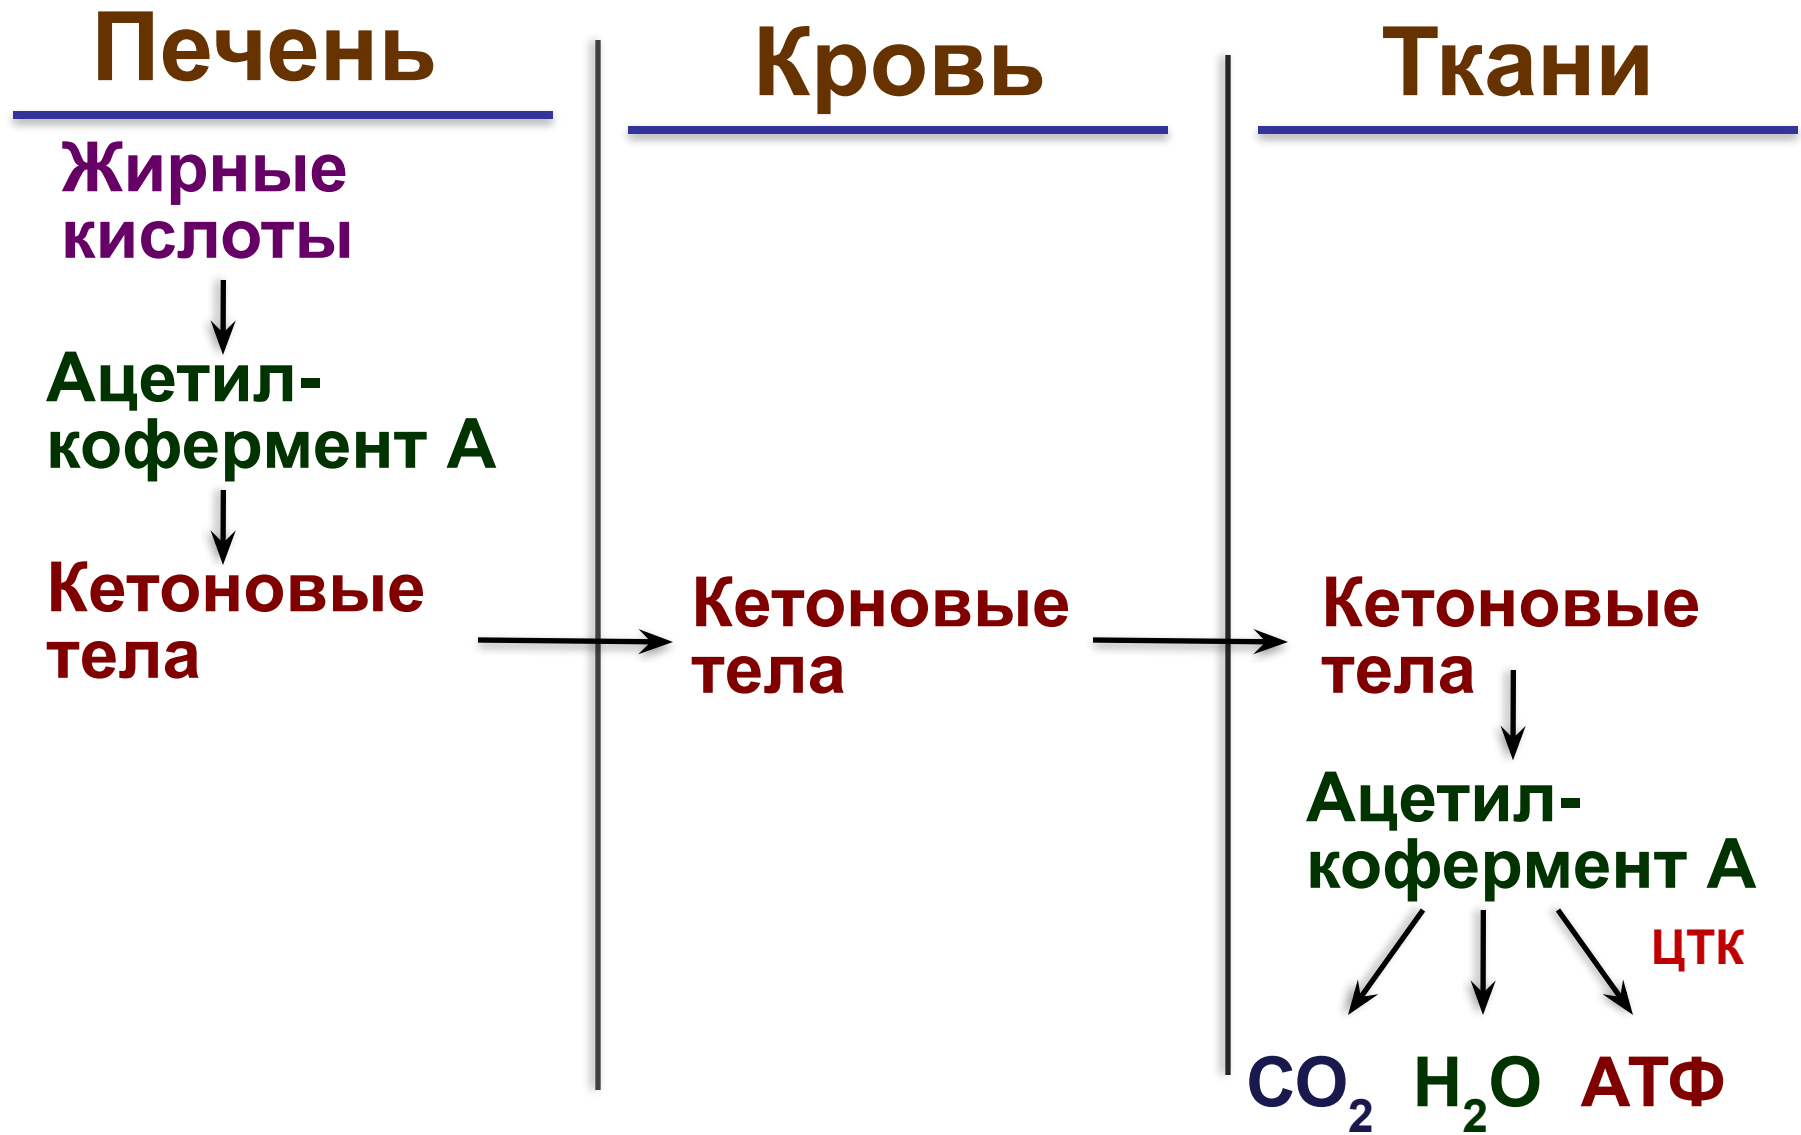 Печень
Жирные
кислоты
Ацетил-
кофермент А
Кетоновые
тела
Кровь
Кетоновые
тела
Ткани
Кетоновые
тела
Ацетил-
кофермент А
ЦТК
CO2 H2O АТФ